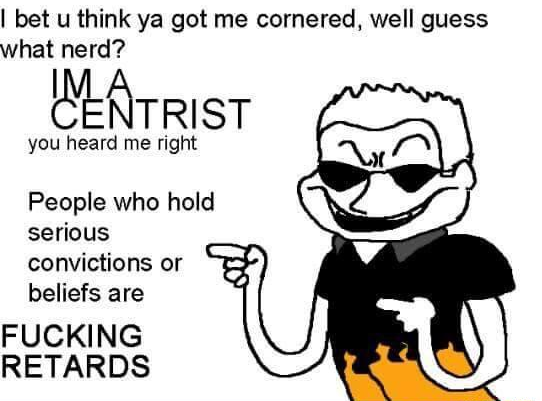 I bet u think ya got me cornered, well guess
what nerd?
IM A
CENTRIST
you heard me right
People who hold
serious
convictions or
beliefs are
FUCKING
RETARDS